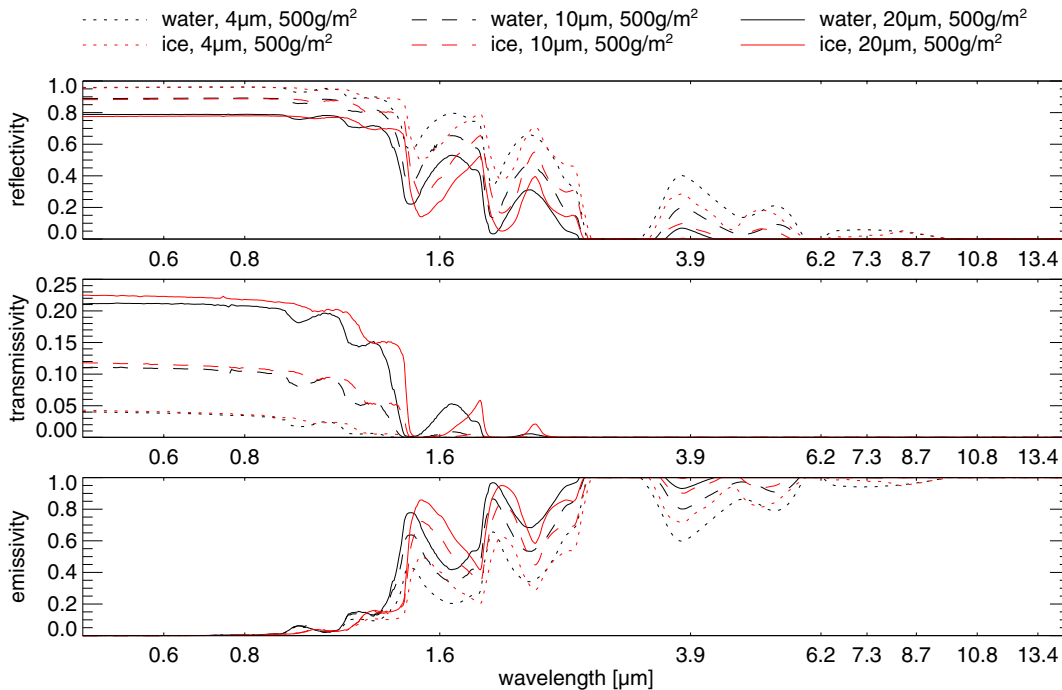 water, 4µm, 500g/m² water, 10µm, 500g/m² water, 20µm, 500g/m²
ice, 4µm, 500g/m² ice, 10µm, 500g/m² ice, 20µm, 500g/m²
reflectivity
1.0
0.8
0.6
0.4
0.2
0.0
0.6 0.8 1.6 3.9 6.2 7.3 8.7 10.8 13.4
transmissivity
0.25
0.20
0.15
0.10
0.05
0.00
0.6 0.8 1.6 3.9 6.2 7.3 8.7 10.8 13.4
emissivity
1.0
0.8
0.6
0.4
0.2
0.0
0.6 0.8 1.6 3.9 6.2 7.3 8.7 10.8 13.4
wavelength [µm]